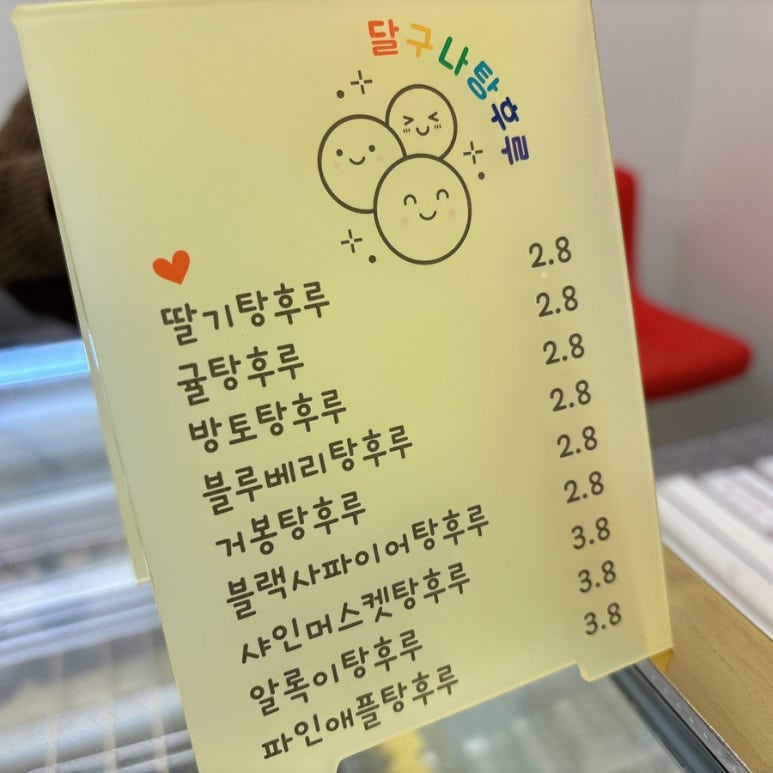 달구나탕후루
딸기탕후루 2.8
귤탕후루 2.8
방토탕후루 2.8
블루베리탕후루 2.8
거봉탕후루 2.8
블랙사파이어탕후루 2.8
샤인머스켓탕후루 3.8
알록이탕후루 3.8
파인애플탕후루 3.8